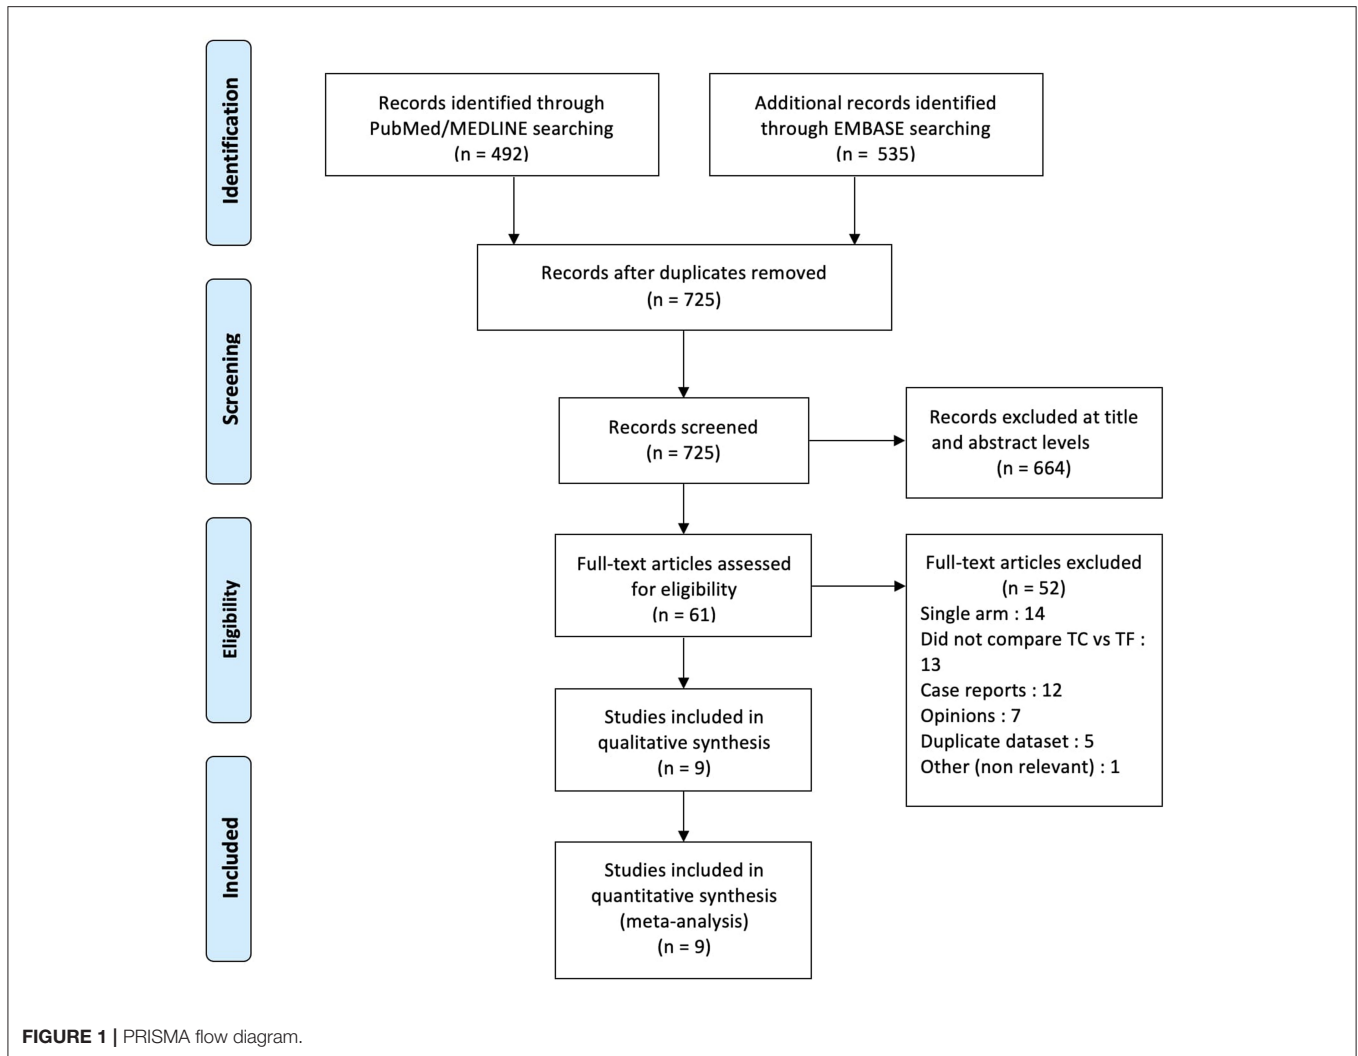 Identification
Records identified through
PubMed/MEDLINE searching
(n = 492)
Additional records identified
through EMBASE searching
(n = 535)
Records after duplicates removed
(n = 725)
Screening
Records screened
(n = 725)
Records excluded at title
and abstract levels
(n = 664)
Eligibility
Full-text articles assessed
for eligibility
(n = 61)
Full-text articles excluded
(n = 52)
Single arm : 14
Did not compare TC vs TF :
13
Case reports : 12
Opinions : 7
Duplicate dataset : 5
Other (non relevant) : 1
Studies included in
qualitative synthesis
(n = 9)
Included
Studies included in
quantitative synthesis
(meta-analysis)
(n = 9)
FIGURE 1 | PRISMA flow diagram.